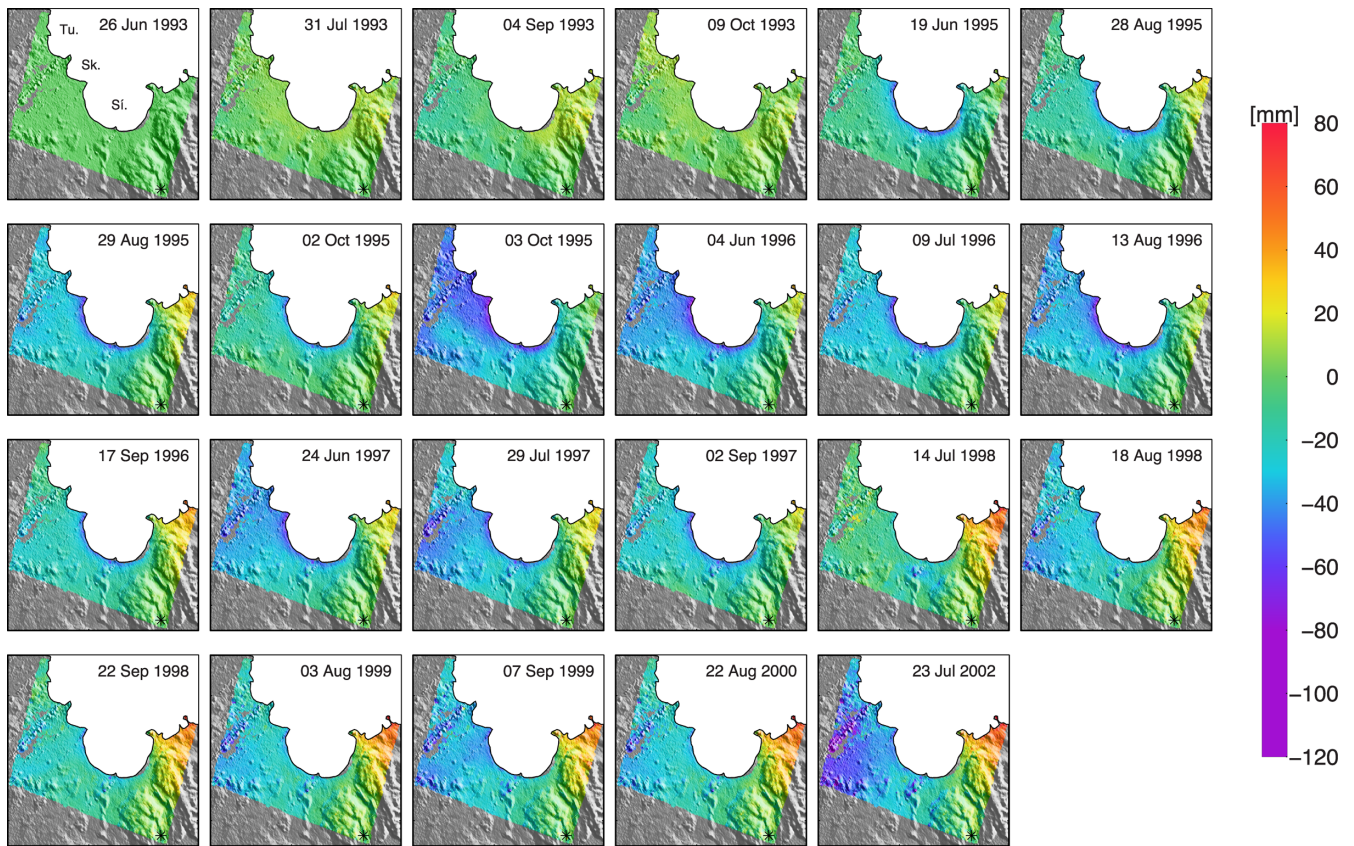 26 Jun 1993
Tu.
Sk.
Sí.
31 Jul 1993
04 Sep 1993
09 Oct 1993
19 Jun 1995
28 Aug 1995
29 Aug 1995
02 Oct 1995
03 Oct 1995
04 Jun 1996
09 Jul 1996
13 Aug 1996
17 Sep 1996
24 Jun 1997
29 Jul 1997
02 Sep 1997
14 Jul 1998
18 Aug 1998
22 Sep 1998
03 Aug 1999
07 Sep 1999
22 Aug 2000
23 Jul 2002
[mm]
80
60
40
20
0
−20
−40
−60
−80
−100
−120